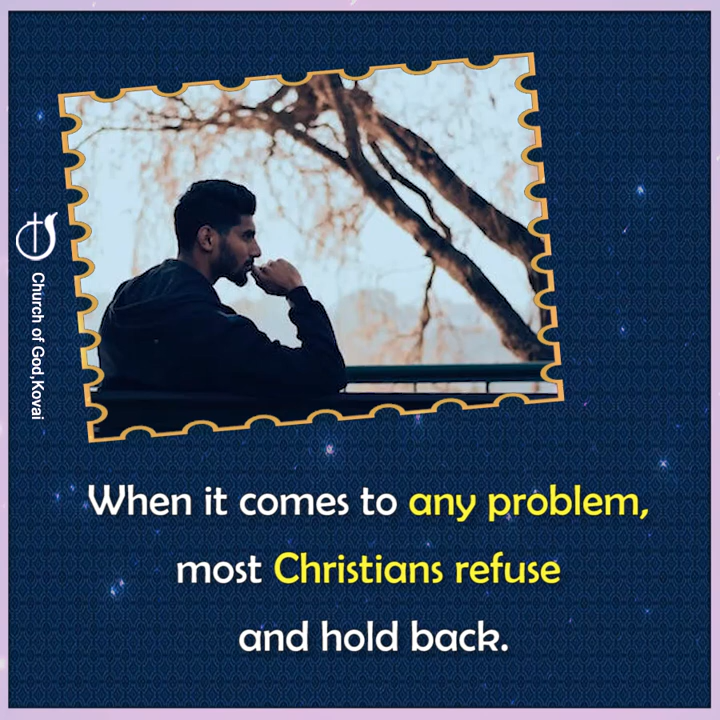 Church of God,Kovai
When it comes to any problem,
most Christians refuse
and hold back.